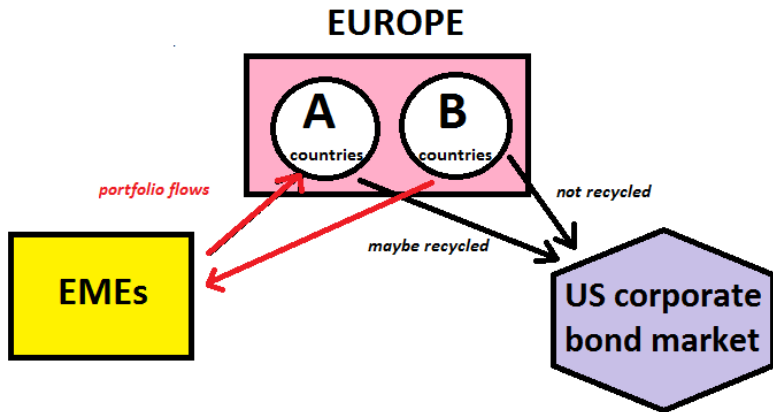 EUROPE
A
countries
B
countries
portfolio flows
not recycled
maybe recycled
EMEs
US corporate
bond market